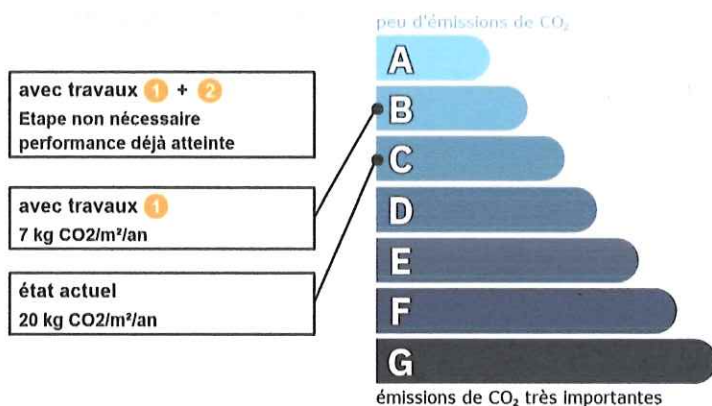 peu d'émissions de CO₂
avec travaux 1 + 2
Etape non nécessaire
performance déjà atteinte
avec travaux 1
7 kg CO2/m²/an
état actuel
20 kg CO2/m²/an
A
B
C
D
E
F
G
émissions de CO₂ très importantes